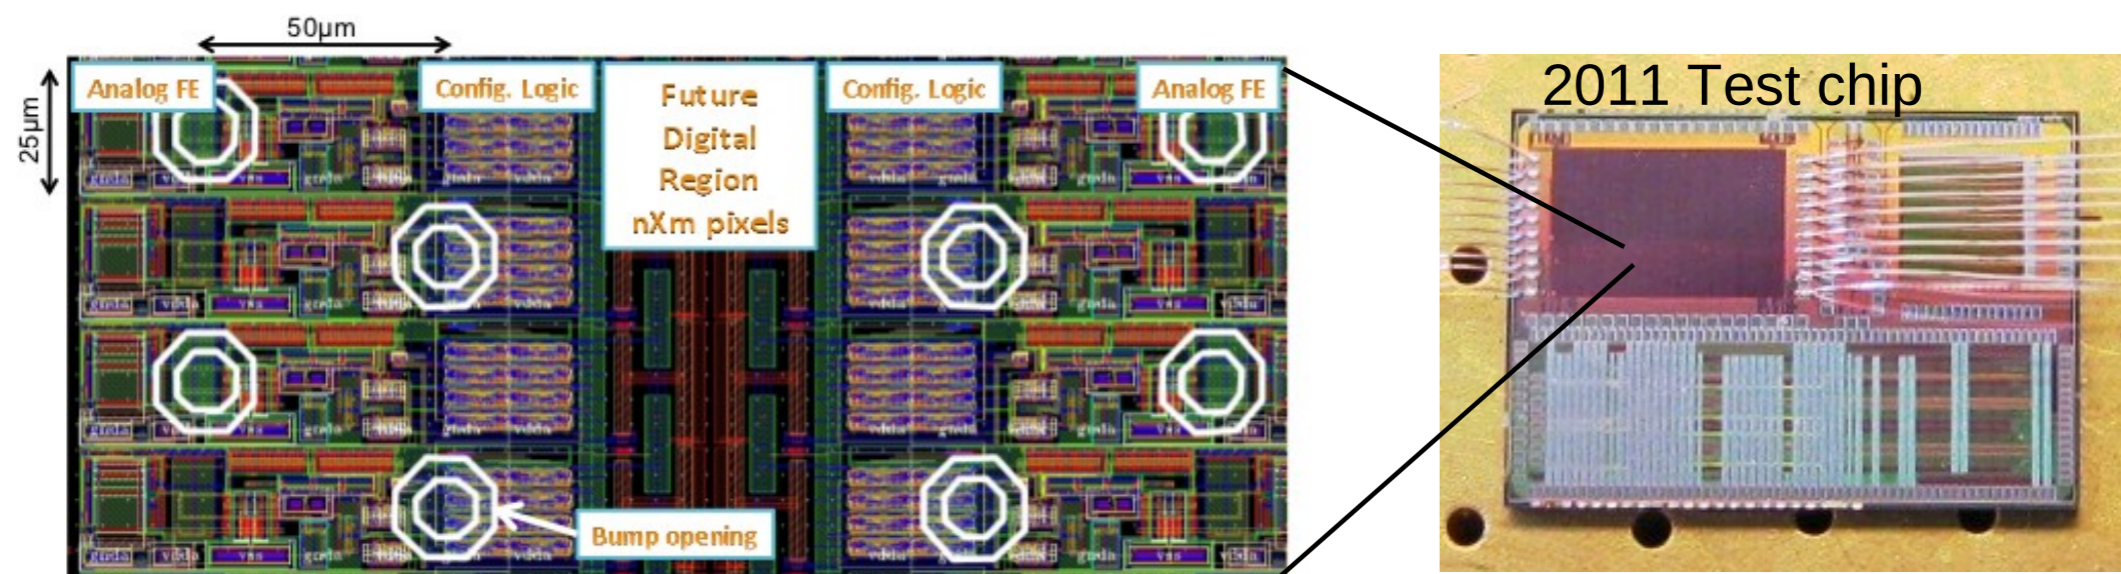 50µm
25µm
Analog FE
Config. Logic
Future
Digital
Region
nXm pixels
Config. Logic
Analog FE
Bump opening
2011 Test chip